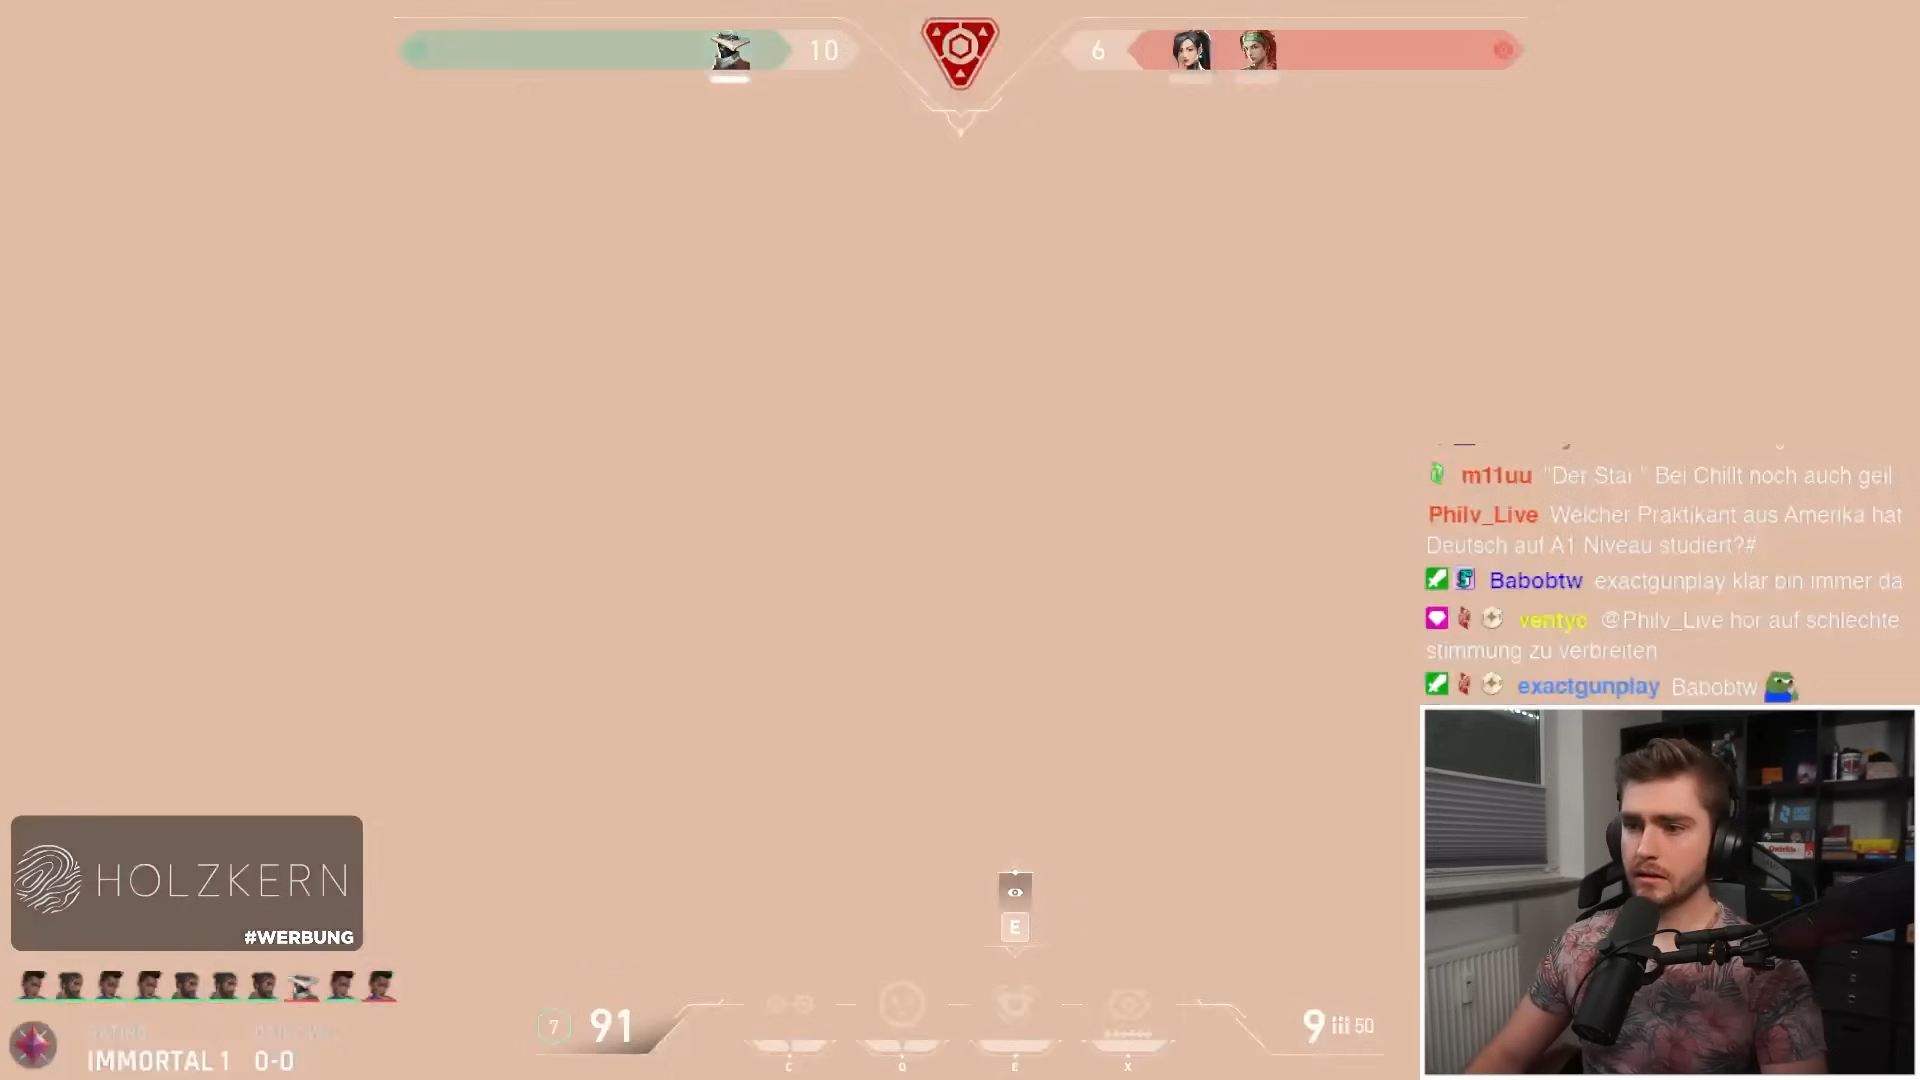 10
6
m11uu "Der Star " Bei Chillt noch auch geil
Philv_Live Welcher Praktikant aus Amerika hat
Deutsch auf A1 Niveau studiert?#
Babobtw exactgunplay klar bin immer da
ventyc @Philv_Live hör auf schlechte
stimmung zu verbreiten
exactgunplay Babobtw
HOLZKERN
#WERBUNG
E
RATING
IMMORTAL 1 0-0
7 91
C Q E X
9 50